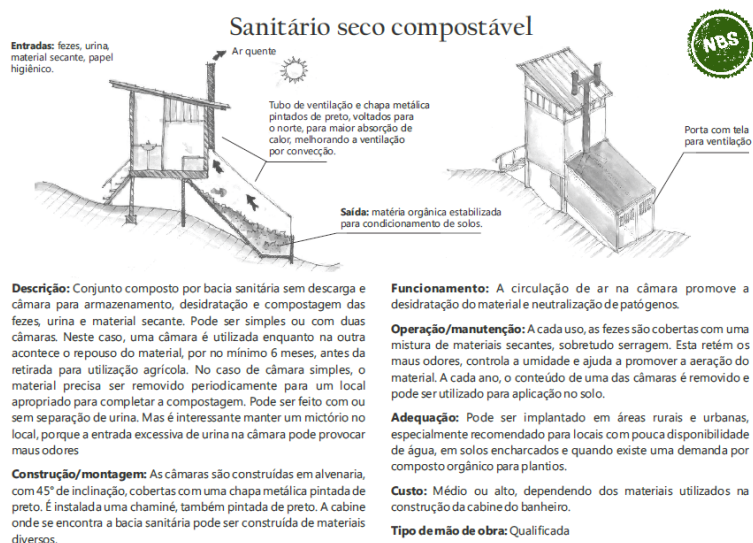 Sanitário seco compostável
NBS
Entradas: fezes, urina,
material secante, papel
higiênico.
Ar quente
Tubo de ventilação e chapa metálica
pintados de preto, voltados para
o norte, para maior absorção de
calor, melhorando a ventilação
por convecção.
Saída: matéria orgânica estabilizada
para condicionamento de solos.
Porta com tela
para ventilação
Descrição: Conjunto composto por bacia sanitária sem descarga e
câmara para armazenamento, desidratação e compostagem das
fezes, urina e material secante. Pode ser simples ou com duas
câmaras. Neste caso, uma câmara é utilizada enquanto na outra
acontece o repouso do material, por no mínimo 6 meses, antes da
retirada para utilização agrícola. No caso de câmara simples, o
material precisa ser removido periodicamente para um local
apropriado para completar a compostagem. Pode ser feito com ou
sem separação de urina. Mas é interessante manter um mictório no
local, porque a entrada excessiva de urina na câmara pode provocar
maus odores
Construção/montagem: As câmaras são construídas em alvenaria,
com 45° de inclinação, cobertas com uma chapa metálica pintada de
preto. É instalada uma chaminé, também pintada de preto. A cabine
onde se encontra a bacia sanitária pode ser construída de materiais
diversos.
Funcionamento: A circulação de ar na câmara promove a
desidratação do material e neutralização de patógenos.
Operação/manutenção: A cada uso, as fezes são cobertas com uma
mistura de materiais secantes, sobretudo serragem. Esta retém os
maus odores, controla a umidade e ajuda a promover a aeração do
material. A cada ano, o conteúdo de uma das câmaras é removido e
pode ser utilizado para aplicação no solo.
Adequação: Pode ser implantado em áreas rurais e urbanas,
especialmente recomendado para locais com pouca disponibilidade
de água, em solos encharcados e quando existe uma demanda por
composto orgânico para plantios.
Custo: Médio ou alto, dependendo dos materiais utilizados na
construção da cabine do banheiro.
Tipo de mão de obra: Qualificada